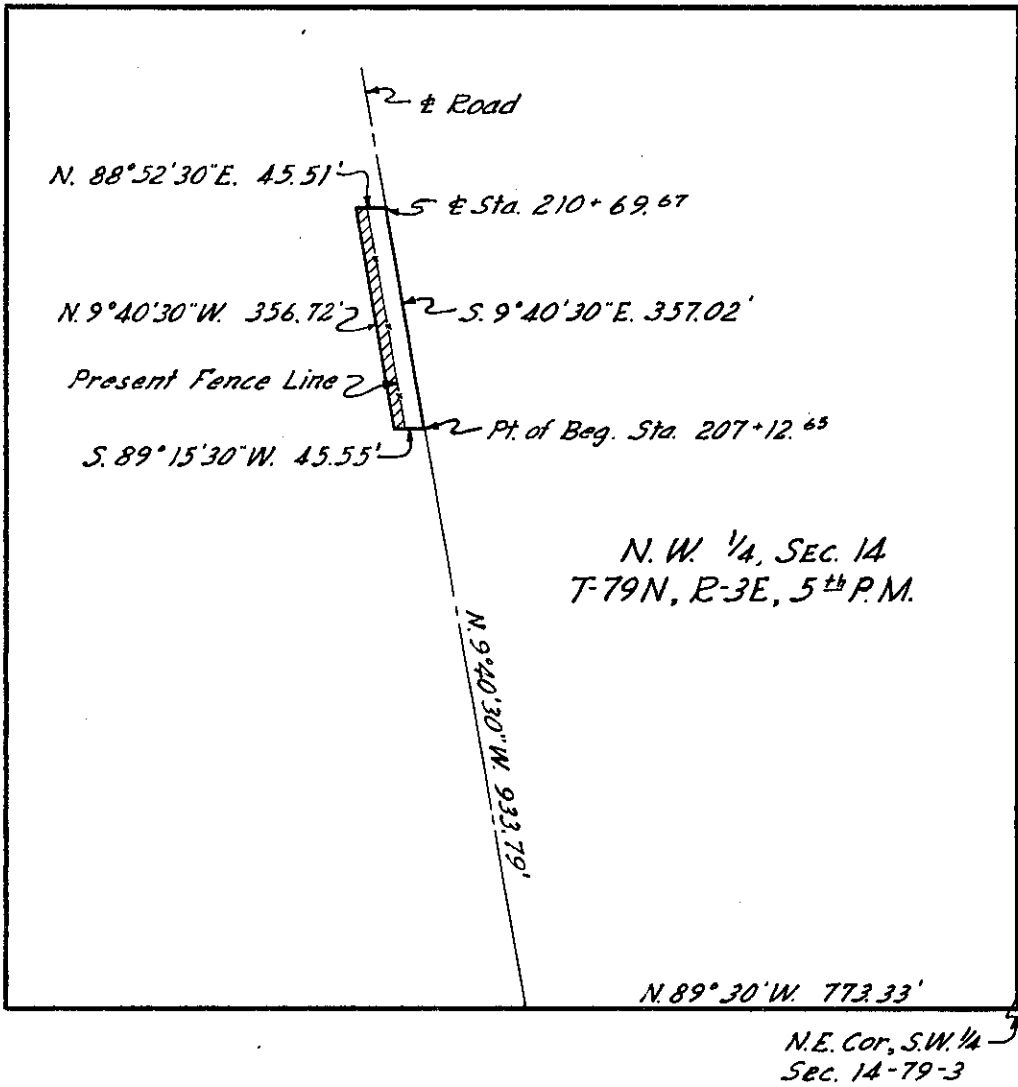 ℄ Road
N. 88°52'30"E. 45.51'
℄ Sta. 210+69.67
N. 9°40'30"W. 356.72'
S. 9°40'30"E. 357.02'
Present Fence Line
Pt. of Beg. Sta. 207+12.65
S. 89°15'30"W. 45.55'
N. W. 1/4, SEC. 14
T-79N, R-3E, 5th P.M.
N. 9°40'30"W. 933.79'
N. 89°30'W. 773.33'
N.E. Cor, S.W. 1/4
Sec. 14-79-3